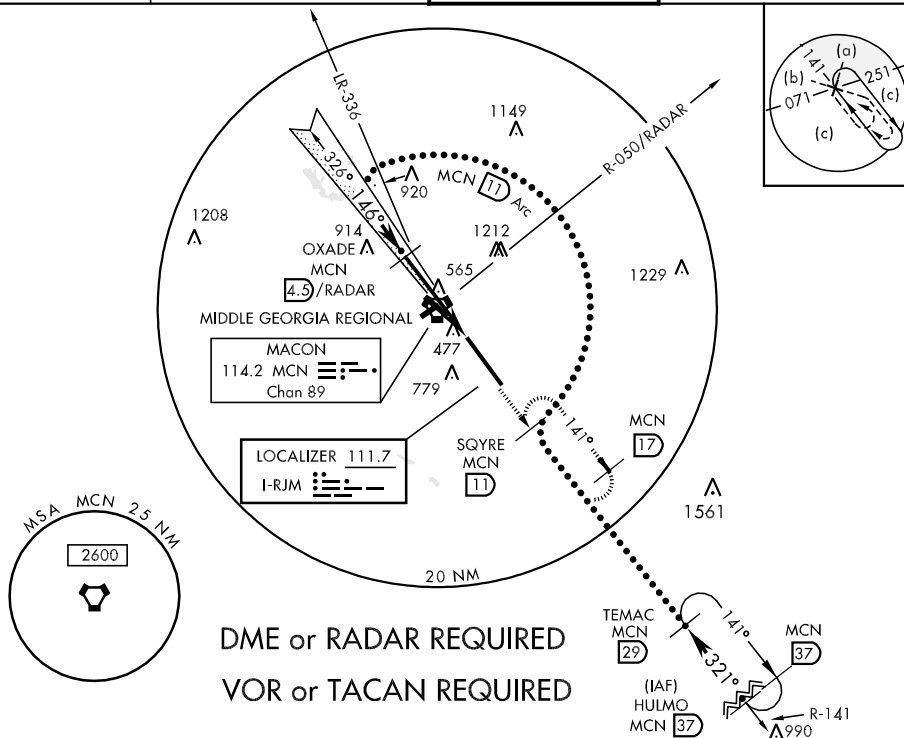 LR-336
R-050/RADAR
1149
326°
146°
MCN 11 Arc
920
1208
914
1212
OXADE
MCN
4.5 /RADAR
565
1229
MIDDLE GEORGIA REGIONAL
MACON
114.2 MCN
Chan 89
477
779
LOCALIZER 111.7
I-RJM
SQYRE
MCN
11
141°
MCN
17
1561
20 NM
MSA MCN 25 NM
2600
DME or RADAR REQUIRED
VOR or TACAN REQUIRED
TEMAC
MCN
29
141°
321°
MCN
37
(IAF)
HULMO
MCN 37
R-141
990
141
(a)
(b)
251
071
(c)
(c)